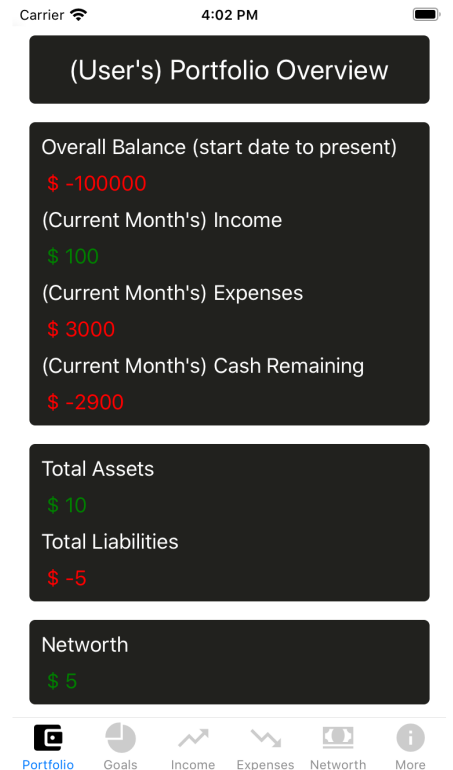 Carrier 4:02 PM
(User's) Portfolio Overview
Overall Balance (start date to present)
$ -100000
(Current Month's) Income
$ 100
(Current Month's) Expenses
$ 3000
(Current Month's) Cash Remaining
$ -2900
Total Assets
$ 10
Total Liabilities
$ -5
Networth
$ 5
Portfolio Goals Income Expenses Networth More